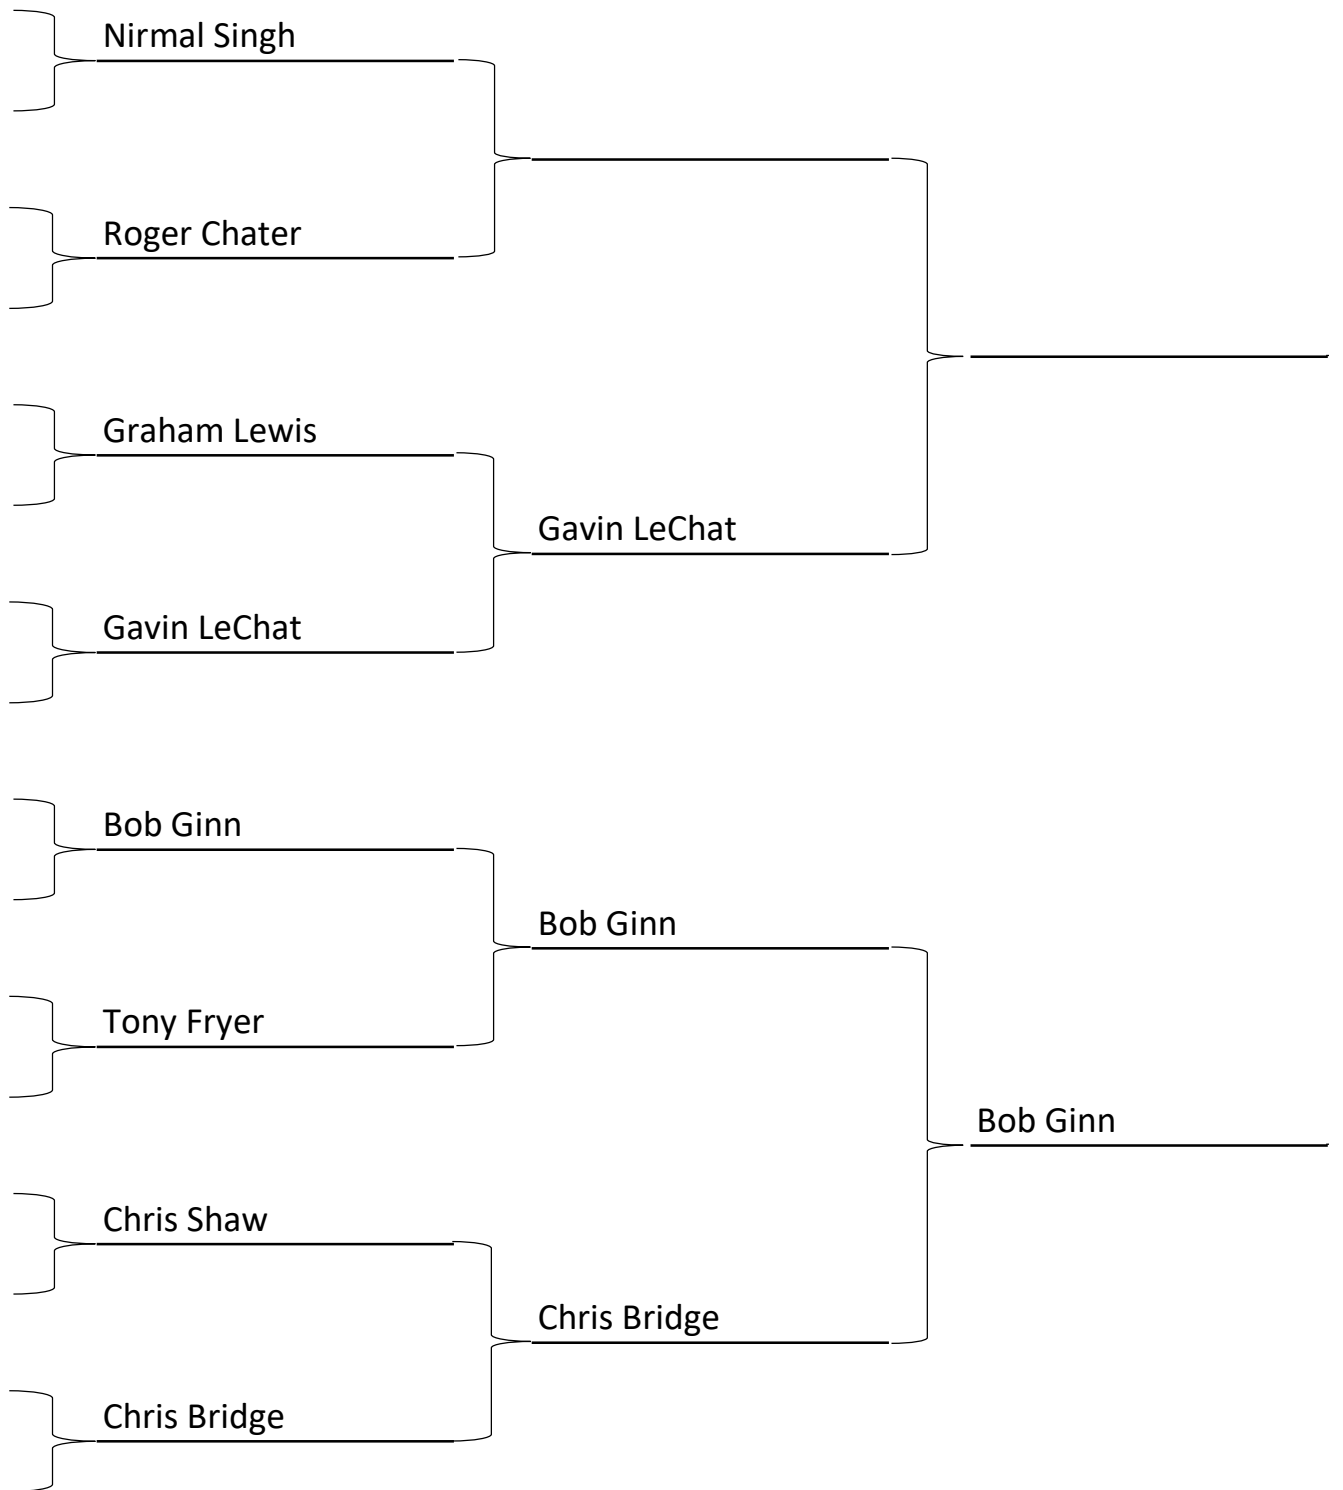 Nirmal Singh
Roger Chater
Graham Lewis
Gavin LeChat
Gavin LeChat
Bob Ginn
Bob Ginn
Tony Fryer
Bob Ginn
Chris Shaw
Chris Bridge
Chris Bridge